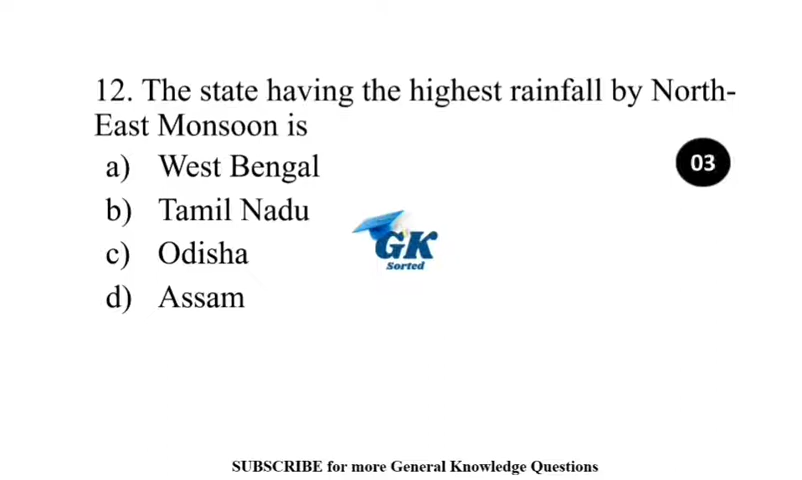 12. The state having the highest rainfall by North-
East Monsoon is
a) West Bengal
03
b) Tamil Nadu
GK
Sorted
c) Odisha
d) Assam
SUBSCRIBE for more General Knowledge Questions